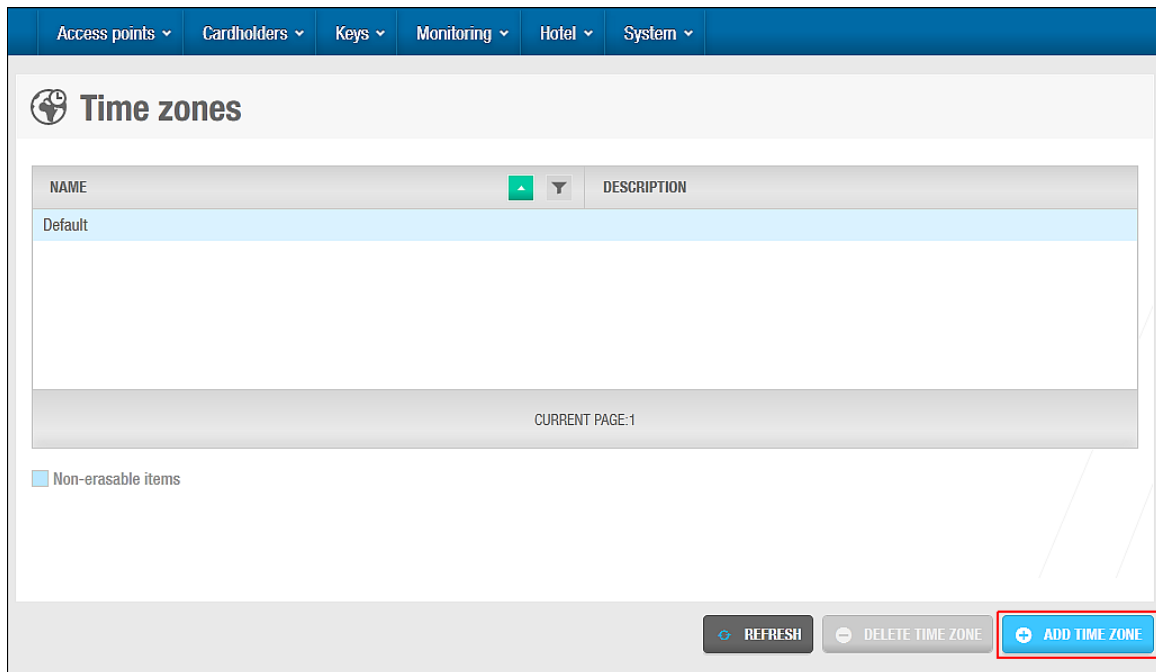 Access points Cardholders Keys Monitoring Hotel System
Time zones
NAME DESCRIPTION
Default
CURRENT PAGE:1
Non-erasable items
REFRESH DELETE TIME ZONE ADD TIME ZONE